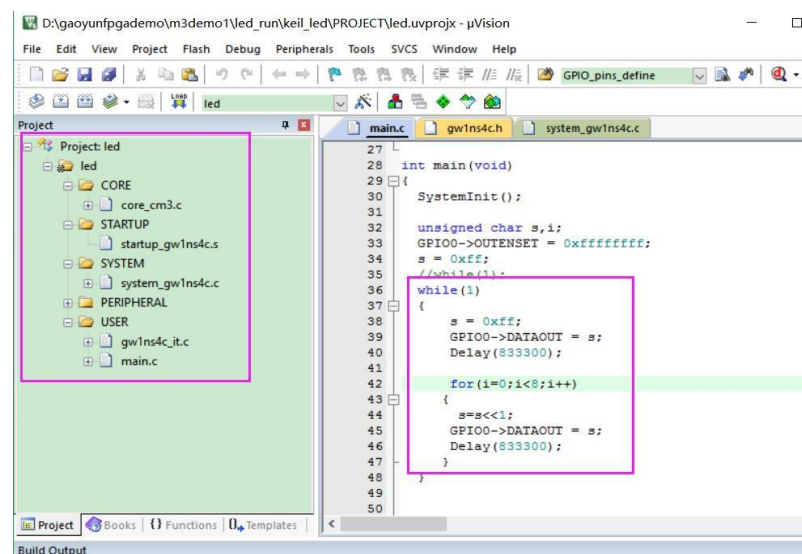 D:\gaoyunfpgademo\m3demo1\led_run\keil_led\PROJECT\led.uvprojx - µVision
File Edit View Project Flash Debug Peripherals Tools SVCS Window Help
GPIO_pins_define
LOAD led
Project
main.c gw1ns4c.h system_gw1ns4c.c
Project: led
led
CORE
core_cm3.c
STARTUP
startup_gw1ns4c.s
SYSTEM
system_gw1ns4c.c
PERIPHERAL
USER
gw1ns4c_it.c
main.c
27
28 int main(void)
29 {
30 SystemInit();
31
32 unsigned char s,i;
33 GPIO0->OUTENSET = 0xffffffff;
34 s = 0xff;
35 //while(1);
36 while(1)
37 {
38 s = 0xff;
39 GPIO0->DATAOUT = s;
40 Delay(833300);
41
42 for(i=0;i<8;i++)
43 {
44 s=s<<1;
45 GPIO0->DATAOUT = s;
46 Delay(833300);
47 }
48 }
49
50
Project Books {} Functions 0 Templates
Build Output